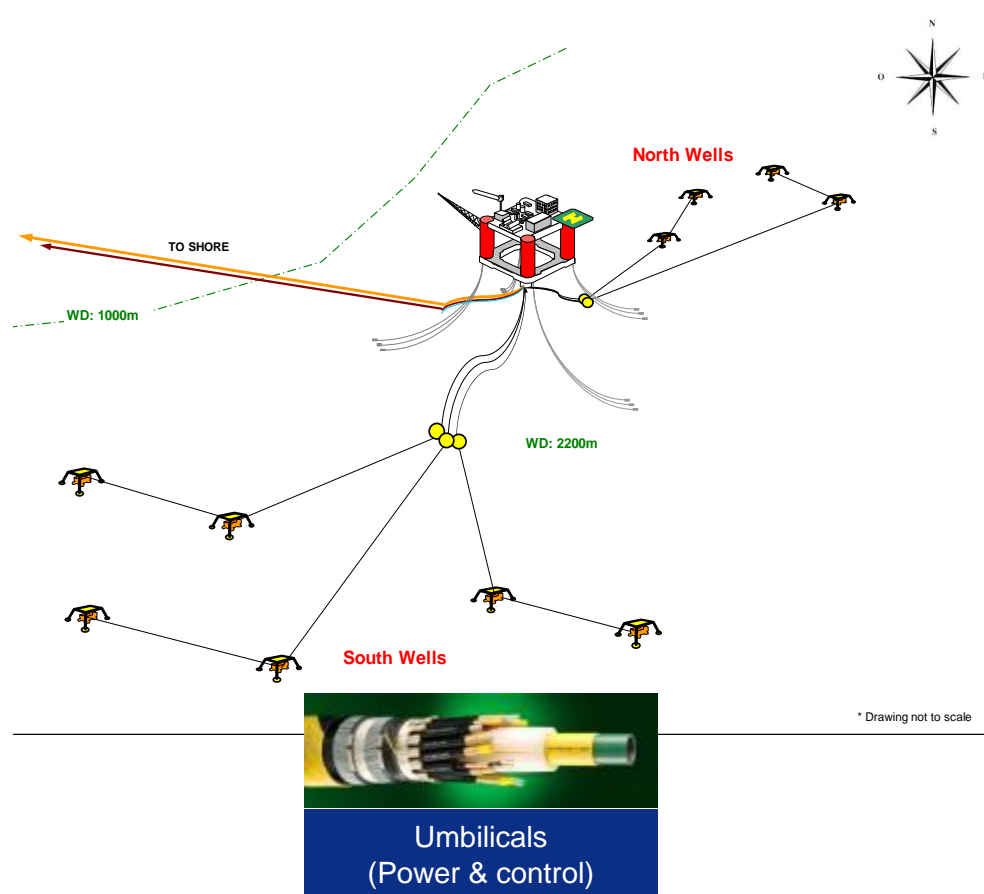 N
O
S
North Wells
TO SHORE
WD: 1000m
WD: 2200m
South Wells
* Drawing not to scale
Umbilicals
(Power & control)